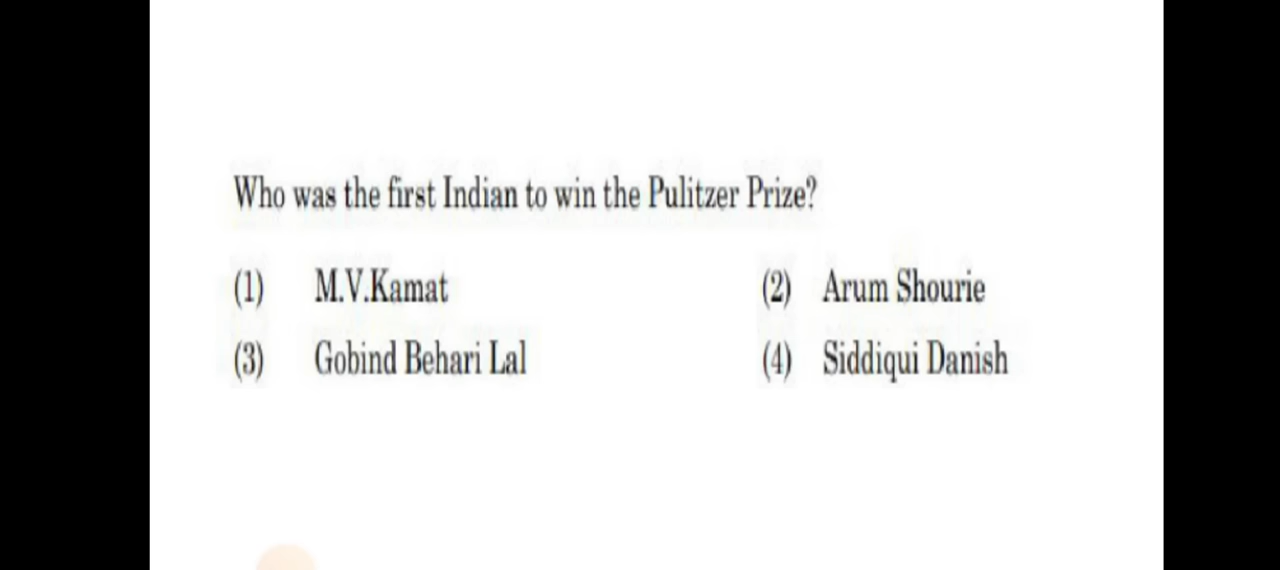 Who was the first Indian to win the Pulitzer Prize?
(1) M.V.Kamat (2) Arum Shourie
(3) Gobind Behari Lal (4) Siddiqui Danish